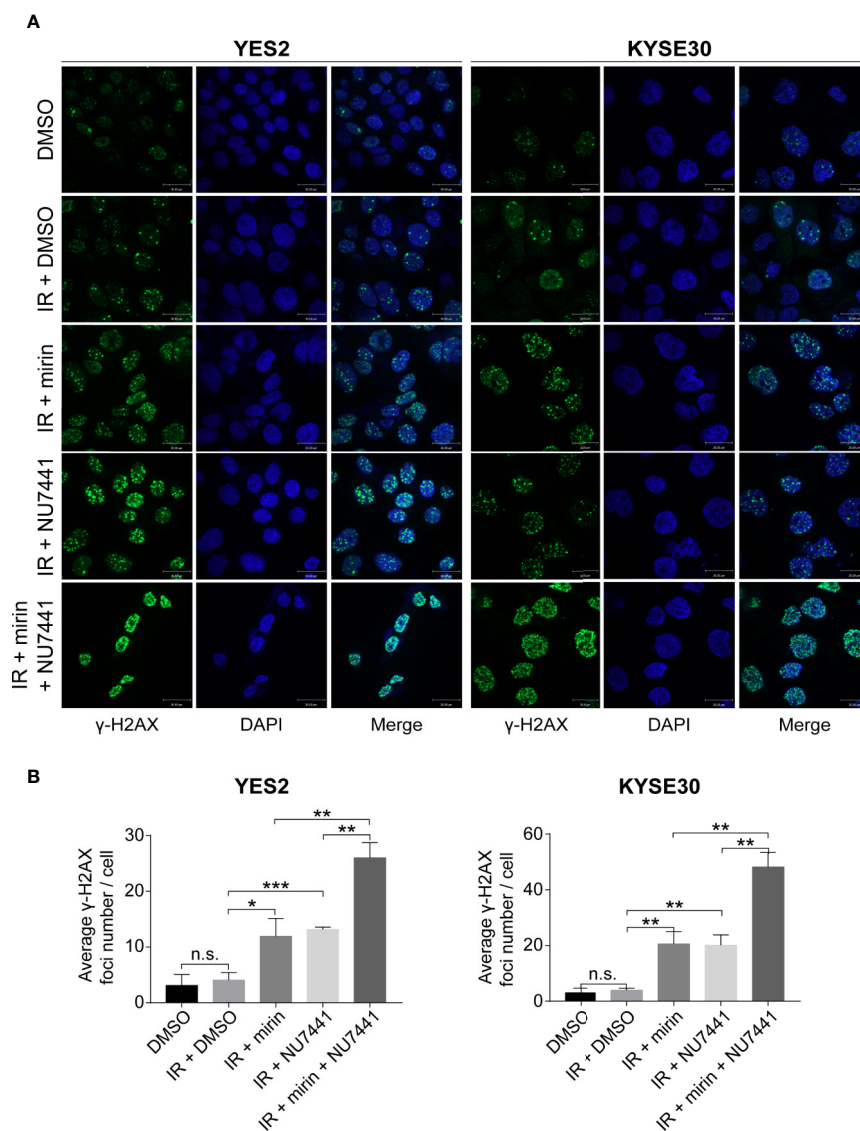 A
YES2
KYSE30
DMSO
IR + DMSO
IR + mirin
IR + NU7441
IR + mirin
+ NU7441
γ-H2AX
DAPI
Merge
γ-H2AX
DAPI
Merge
B
YES2
Average γ-H2AX
foci number / cell
30
20
10
0
n.s.
*
***
**
**
DMSO
IR + DMSO
IR + mirin
IR + NU7441
IR + mirin + NU7441
KYSE30
Average γ-H2AX
foci number / cell
60
40
20
0
n.s.
**
**
**
**
DMSO
IR + DMSO
IR + mirin
IR + NU7441
IR + mirin + NU7441